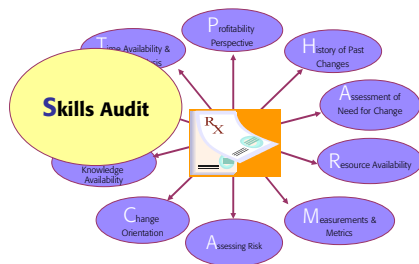 Profitability
Perspective
Time Availability &
History of Past
Changes
Skills Audit
Assessment of
Need for Change
Rx
Knowledge
Availability
Resource Availability
Change
Orientation
Measurements &
Metrics
Assessing Risk